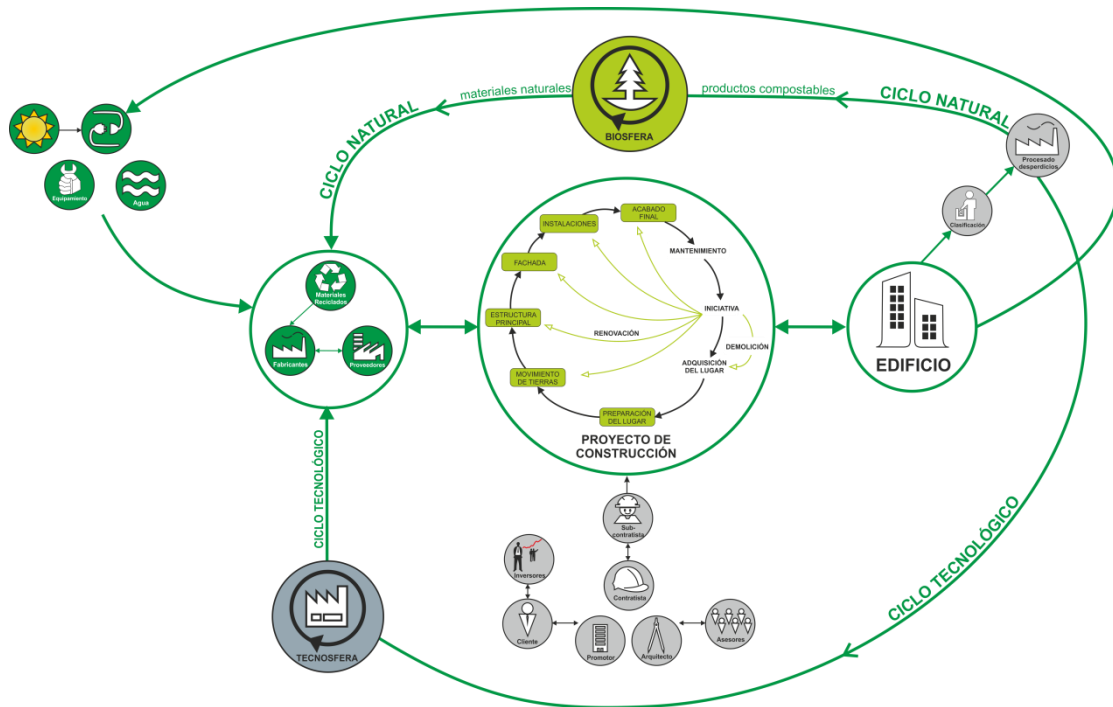 materiales naturales
BIOSFERA
productos compostables
CICLO NATURAL
CICLO NATURAL
Procesado
desperdicios
Clasificación
Equipamiento
Agua
Materiales
Reciclados
Fabricantes
Proveedores
ACABADO
FINAL
INSTALACIONES
MANTENIMIENTO
FACHADA
INICIATIVA
ESTRUCTURA
PRINCIPAL
RENOVACIÓN
DEMOLICIÓN
ADQUISICIÓN
DEL LUGAR
MOVIMIENTO
DE TIERRAS
PREPARACIÓN
DEL LUGAR
PROYECTO DE
CONSTRUCCIÓN
EDIFICIO
CICLO TECNOLÓGICO
CICLO TECNOLÓGICO
TECNOSFERA
Sub-
contratista
Inversores
Contratista
Cliente
Promotor
Arquitecto
Asesores